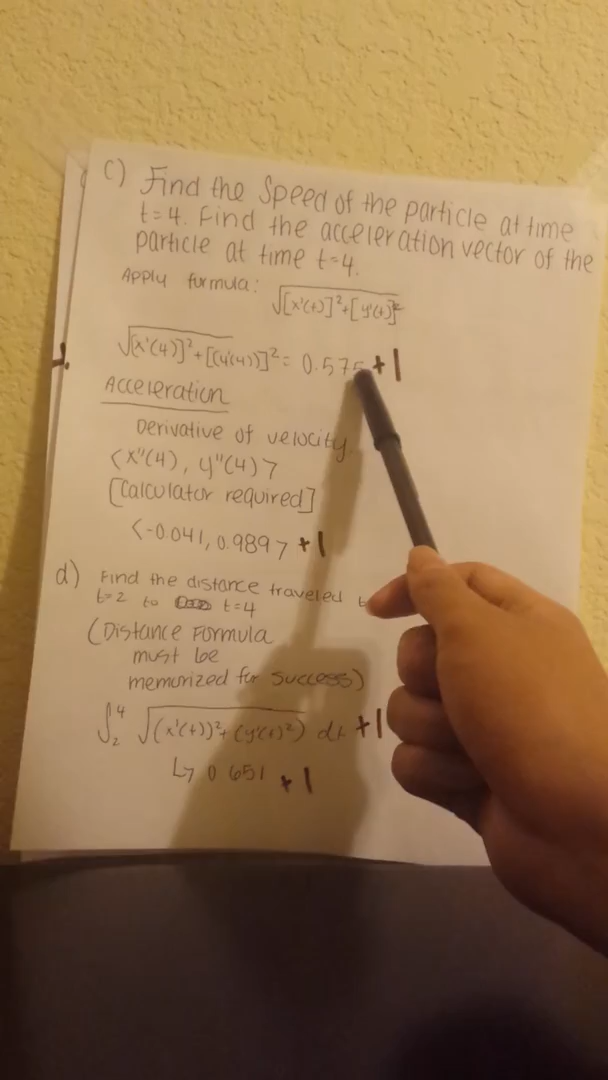 c) Find the Speed of the particle at time
t=4. Find the acceleration vector of the
particle at time t=4.
Apply formula: √[x'(t)]²+[y'(t)]²
√[x'(4)]²+[(y'(4))]² = 0.575 +1
Acceleration
Derivative of velocity
<x"(4), y"(4)>
[Calculator required]
<-0.041, 0.989> +1
d) Find the distance traveled
t=2 to t=4
(Distance Formula
must be
memorized for success)
∫₂⁴ √(x'(t))²+(y'(t)²) dt +1
↳ 0.651 +1